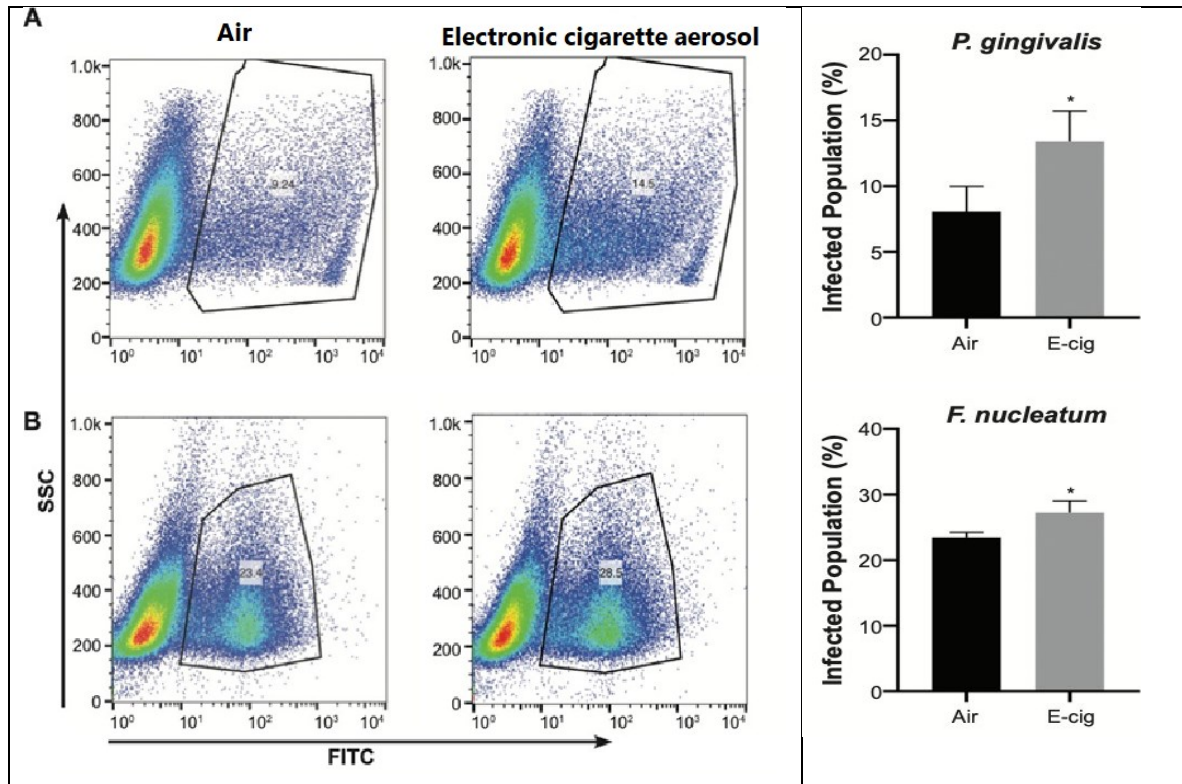 A
Air
Electronic cigarette aerosol
1.0k
800
600
400
200
0
9.24
10⁰ 10¹ 10² 10³ 10⁴
1.0k
800
600
400
200
0
14.5
10⁰ 10¹ 10² 10³ 10⁴
P. gingivalis
Infected Population (%)
20
15
10
5
0
*
Air E-cig
B
SSC
1.0k
800
600
400
200
0
23.4
10⁰ 10¹ 10² 10³ 10⁴
1.0k
800
600
400
200
0
28.5
10⁰ 10¹ 10² 10³ 10⁴
FITC
F. nucleatum
Infected Population (%)
40
30
20
10
0
*
Air E-cig